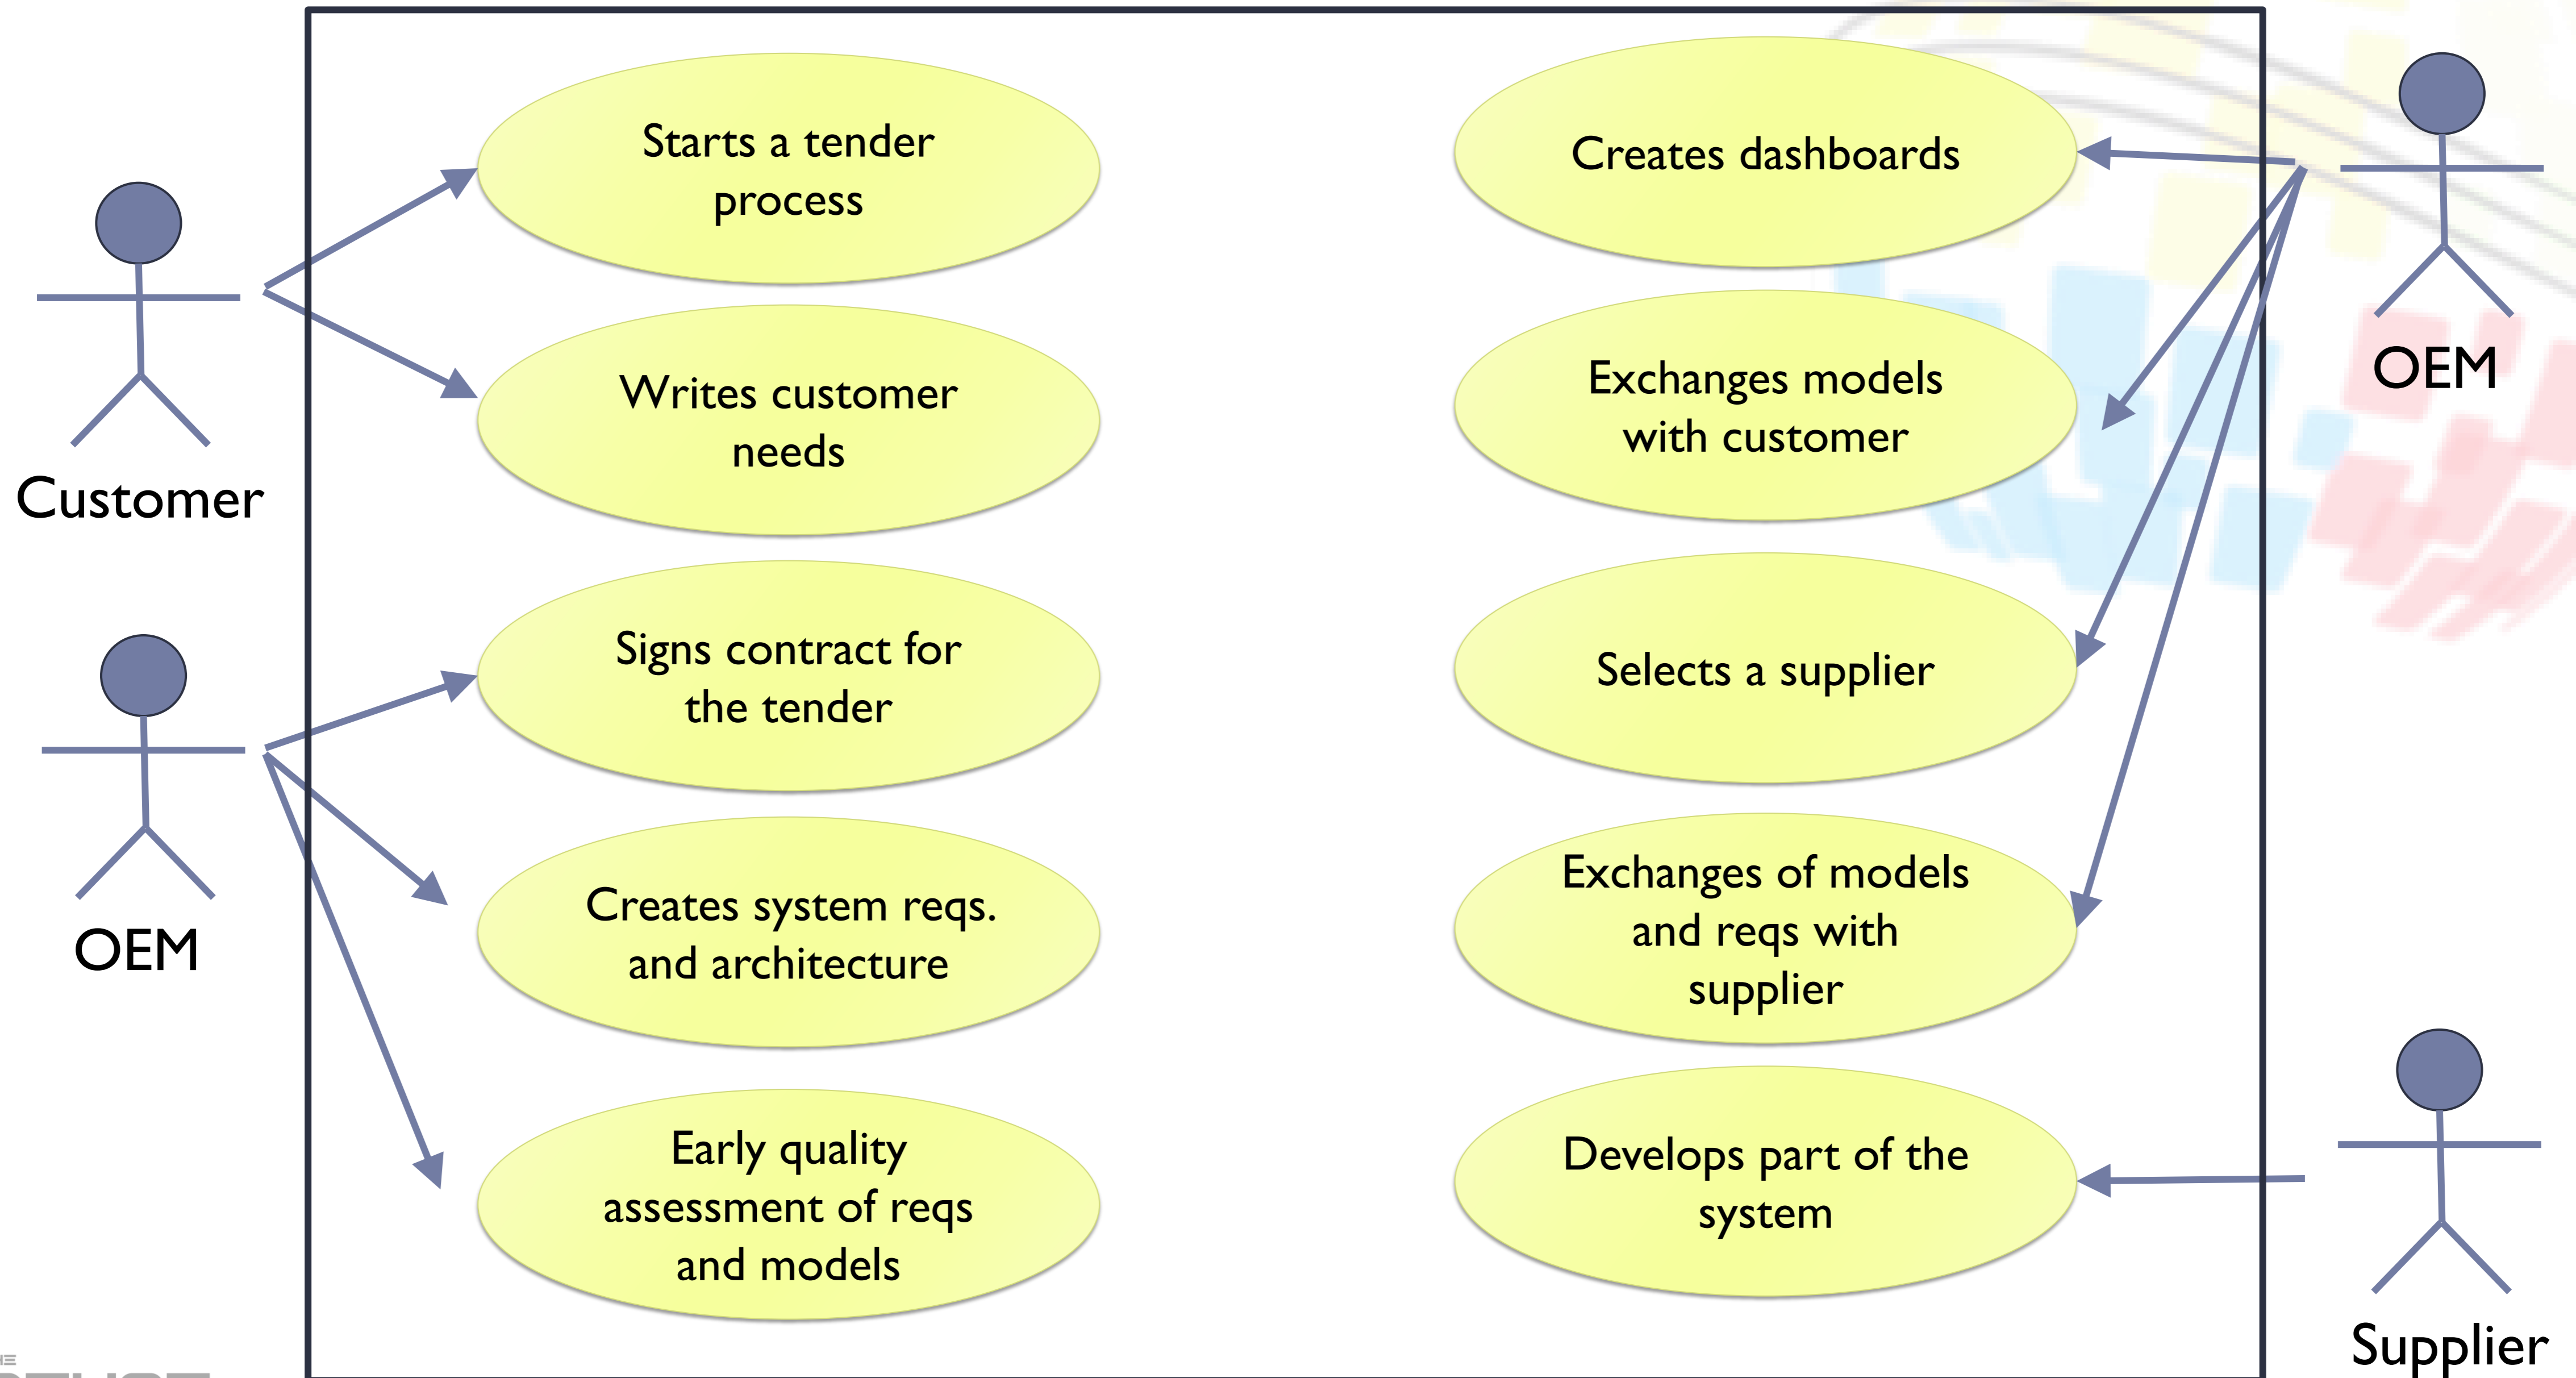 Starts a tender
process
Writes customer
needs
Customer
Signs contract for
the tender
Creates system reqs.
and architecture
OEM
Early quality
assessment of reqs
and models
Creates dashboards
OEM
Exchanges models
with customer
Selects a supplier
Exchanges of models
and reqs with
supplier
Develops part of the
system
Supplier